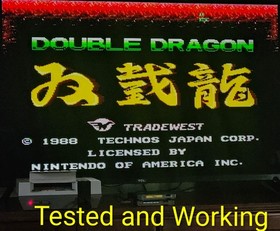 DOUBLE DRAGON
双截龍
TRADEWEST
© 1988 TECHNOS JAPAN CORP.
LICENSED BY
NINTENDO OF AMERICA INC.
Tested and Working